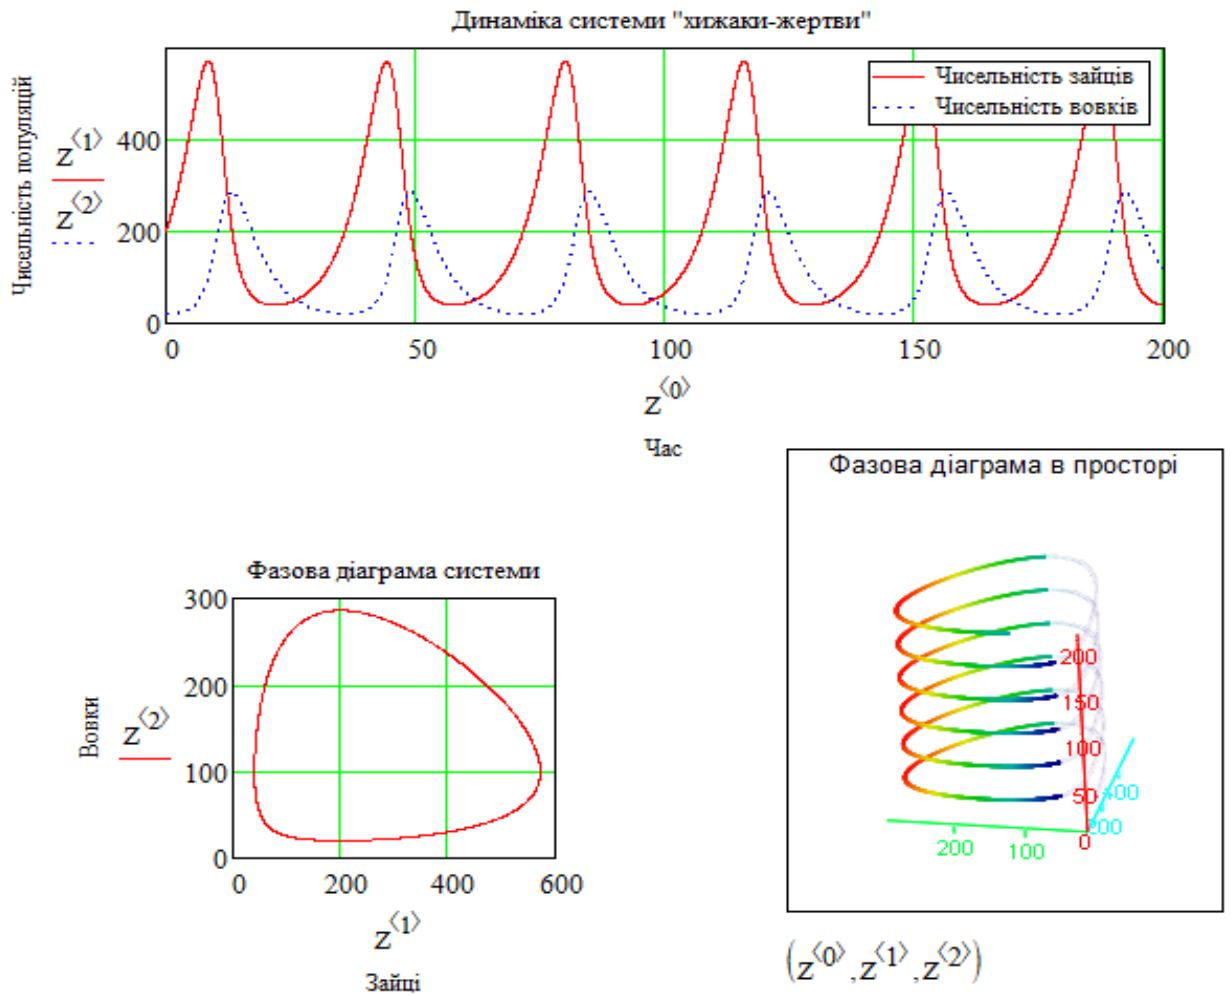 Динаміка системи "хижаки-жертви"
Чисельність популяцій
Z⟨1⟩
Z⟨2⟩
400
200
0
Чисельність зайців
Чисельність вовків
0 50 100 150 200
Z⟨0⟩
Час
Фазова діаграма системи
Вовки
Z⟨2⟩
300
200
100
0
0 200 400 600
Z⟨1⟩
Зайці
Фазова діаграма в просторі
200
150
100
50
0
400
200
200 100
(Z⟨0⟩,Z⟨1⟩,Z⟨2⟩)